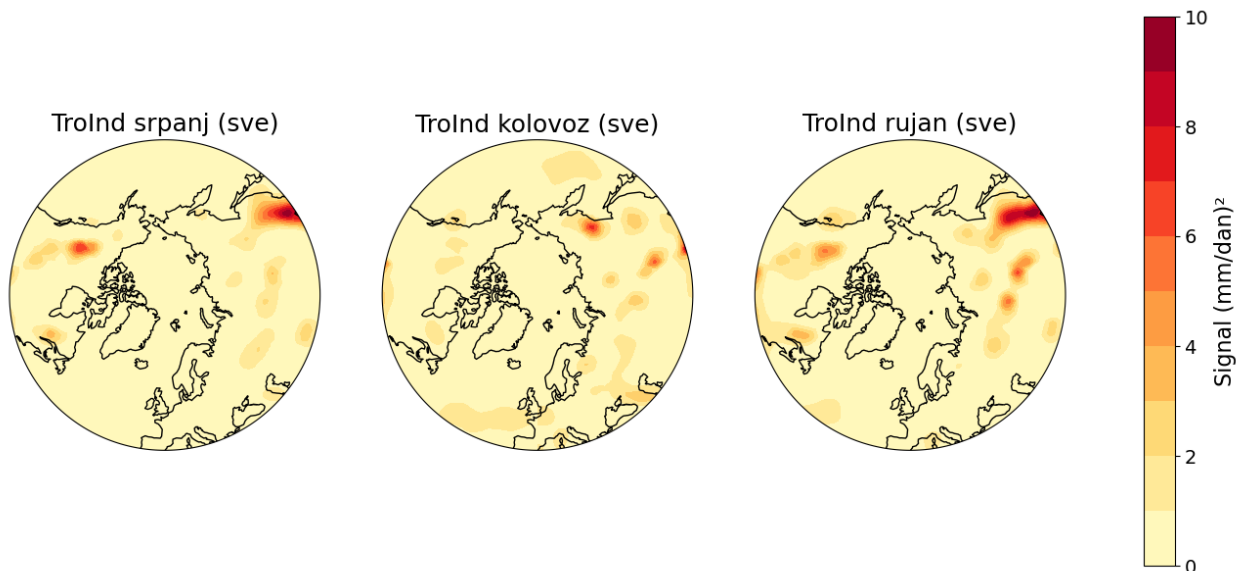 TroInd srpanj (sve)
TroInd kolovoz (sve)
TroInd rujan (sve)
10
8
6
4
2
0
Signal (mm/dan)²